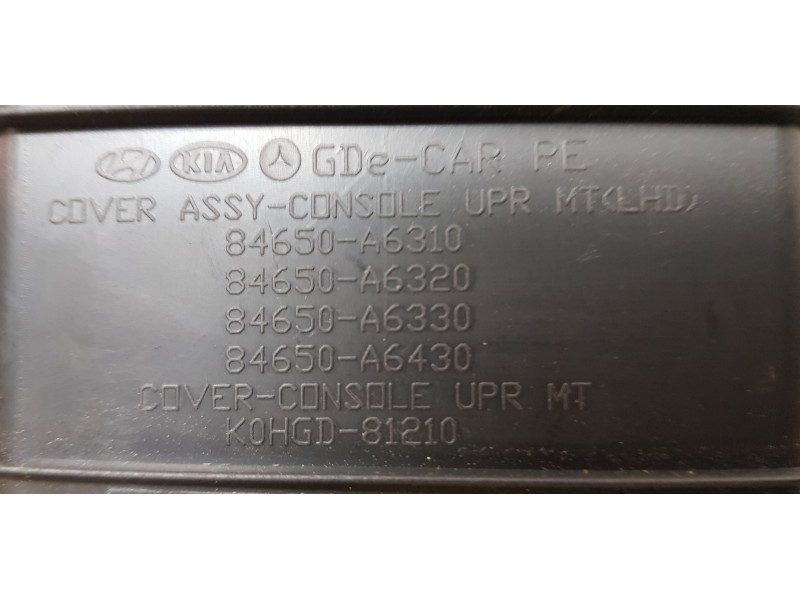 KIA GDe-CAR PE
COVER ASSY-CONSOLE UPR MT(LHD)
84650-A6310
84650-A6320
84650-A6330
84650-A6430
COVER-CONSOLE UPR MT
K0HGD-81210